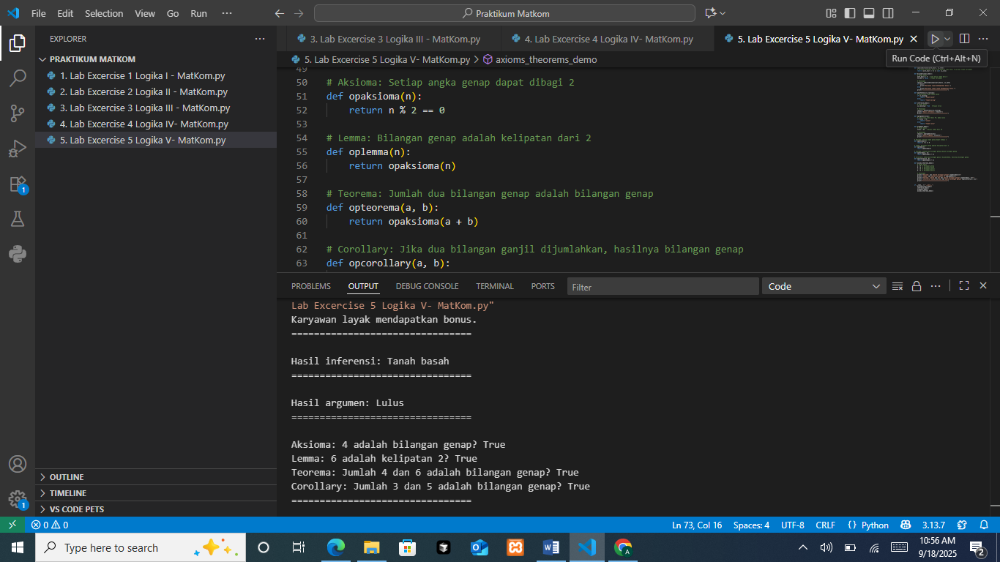 File Edit Selection View Go Run ···
Praktikum Matkom
EXPLORER ···
3. Lab Excercise 3 Logika III - MatKom.py
4. Lab Excercise 4 Logika IV- MatKom.py
5. Lab Excercise 5 Logika V- MatKom.py
PRAKTIKUM MATKOM
5. Lab Excercise 5 Logika V- MatKom.py > axioms_theorems_demo
Run Code (Ctrl+Alt+N)
1. Lab Excercise 1 Logika I - MatKom.py
2. Lab Excercise 2 Logika II - MatKom.py
3. Lab Excercise 3 Logika III - MatKom.py
4. Lab Excercise 4 Logika IV- MatKom.py
5. Lab Excercise 5 Logika V- MatKom.py
49
50 # Aksioma: Setiap angka genap dapat dibagi 2
51 def opaksioma(n):
52 return n % 2 == 0
53
54 # Lemma: Bilangan genap adalah kelipatan dari 2
55 def oplemma(n):
56 return opaksioma(n)
57
58 # Teorema: Jumlah dua bilangan genap adalah bilangan genap
59 def opteorema(a, b):
60 return opaksioma(a + b)
61
62 # Corollary: Jika dua bilangan ganjil dijumlahkan, hasilnya bilangan genap
63 def opcorollary(a, b):
PROBLEMS OUTPUT DEBUG CONSOLE TERMINAL PORTS Filter Code
Lab Excercise 5 Logika V- MatKom.py"
Karyawan layak mendapatkan bonus.
================================
Hasil inferensi: Tanah basah
================================
Hasil argumen: Lulus
================================
Aksioma: 4 adalah bilangan genap? True
Lemma: 6 adalah kelipatan 2? True
Teorema: Jumlah 4 dan 6 adalah bilangan genap? True
Corollary: Jumlah 3 dan 5 adalah bilangan genap? True
================================
OUTLINE
TIMELINE
VS CODE PETS
1
1
0 0
Ln 73, Col 16 Spaces: 4 UTF-8 CRLF {} Python 3.13.7
Type here to search
10:56 AM
9/18/2025
2